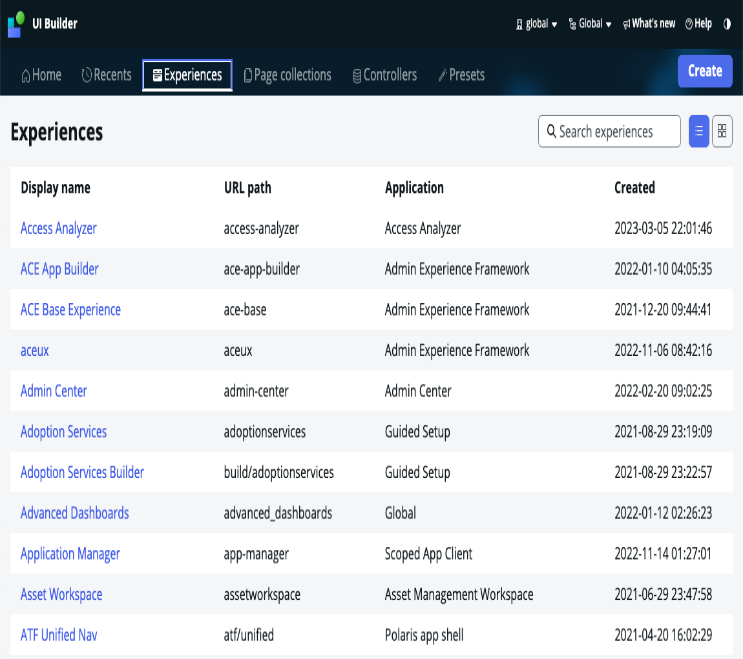 UI Builder
global ▾ Global ▾ What's new Help
Home Recents Experiences Page collections Controllers Presets Create
Experiences Search experiences
Display name URL path Application Created
Access Analyzer access-analyzer Access Analyzer 2023-03-05 22:01:46
ACE App Builder ace-app-builder Admin Experience Framework 2022-01-10 04:05:35
ACE Base Experience ace-base Admin Experience Framework 2021-12-20 09:44:41
aceux aceux Admin Experience Framework 2022-11-06 08:42:16
Admin Center admin-center Admin Center 2022-02-20 09:02:25
Adoption Services adoptionservices Guided Setup 2021-08-29 23:19:09
Adoption Services Builder build/adoptionservices Guided Setup 2021-08-29 23:22:57
Advanced Dashboards advanced_dashboards Global 2022-01-12 02:26:23
Application Manager app-manager Scoped App Client 2022-11-14 01:27:01
Asset Workspace assetworkspace Asset Management Workspace 2021-06-29 23:47:58
ATF Unified Nav atf/unified Polaris app shell 2021-04-20 16:02:29